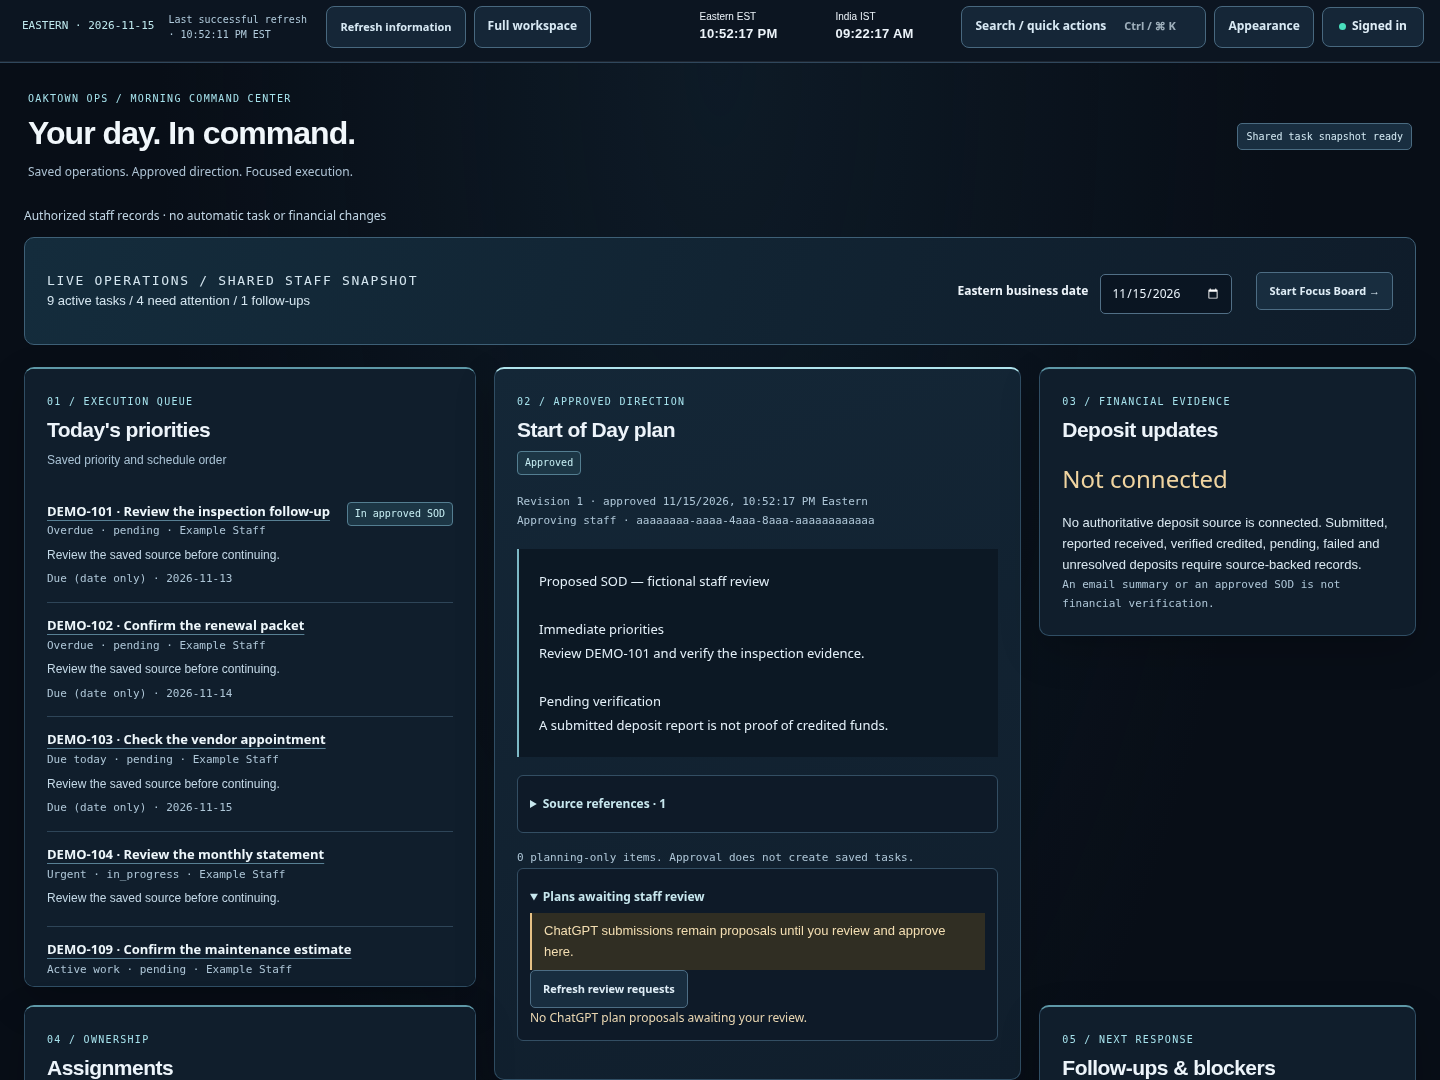 EASTERN · 2026-11-15
Last successful refresh
· 10:52:11 PM EST
Refresh information
Full workspace
Eastern EST
10:52:17 PM
India IST
09:22:17 AM
Search / quick actions Ctrl / ⌘ K
Appearance
Signed in
OAKTOWN OPS / MORNING COMMAND CENTER
Your day. In command.
Saved operations. Approved direction. Focused execution.
Shared task snapshot ready
Authorized staff records · no automatic task or financial changes
LIVE OPERATIONS / SHARED STAFF SNAPSHOT
9 active tasks / 4 need attention / 1 follow-ups
Eastern business date
11/15/2026
Start Focus Board →
01 / EXECUTION QUEUE
Today's priorities
Saved priority and schedule order
DEMO-101 · Review the inspection follow-up
In approved SOD
Overdue · pending · Example Staff
Review the saved source before continuing.
Due (date only) · 2026-11-13
DEMO-102 · Confirm the renewal packet
Overdue · pending · Example Staff
Review the saved source before continuing.
Due (date only) · 2026-11-14
DEMO-103 · Check the vendor appointment
Due today · pending · Example Staff
Review the saved source before continuing.
Due (date only) · 2026-11-15
DEMO-104 · Review the monthly statement
Urgent · in_progress · Example Staff
Review the saved source before continuing.
DEMO-109 · Confirm the maintenance estimate
Active work · pending · Example Staff
02 / APPROVED DIRECTION
Start of Day plan
Approved
Revision 1 · approved 11/15/2026, 10:52:17 PM Eastern
Approving staff · aaaaaaaa-aaaa-4aaa-8aaa-aaaaaaaaaaaa
Proposed SOD — fictional staff review
Immediate priorities
Review DEMO-101 and verify the inspection evidence.
Pending verification
A submitted deposit report is not proof of credited funds.
Source references · 1
0 planning-only items. Approval does not create saved tasks.
Plans awaiting staff review
ChatGPT submissions remain proposals until you review and approve
here.
Refresh review requests
No ChatGPT plan proposals awaiting your review.
03 / FINANCIAL EVIDENCE
Deposit updates
Not connected
No authoritative deposit source is connected. Submitted,
reported received, verified credited, pending, failed and
unresolved deposits require source-backed records.
An email summary or an approved SOD is not
financial verification.
04 / OWNERSHIP
Assignments
05 / NEXT RESPONSE
Follow-ups & blockers